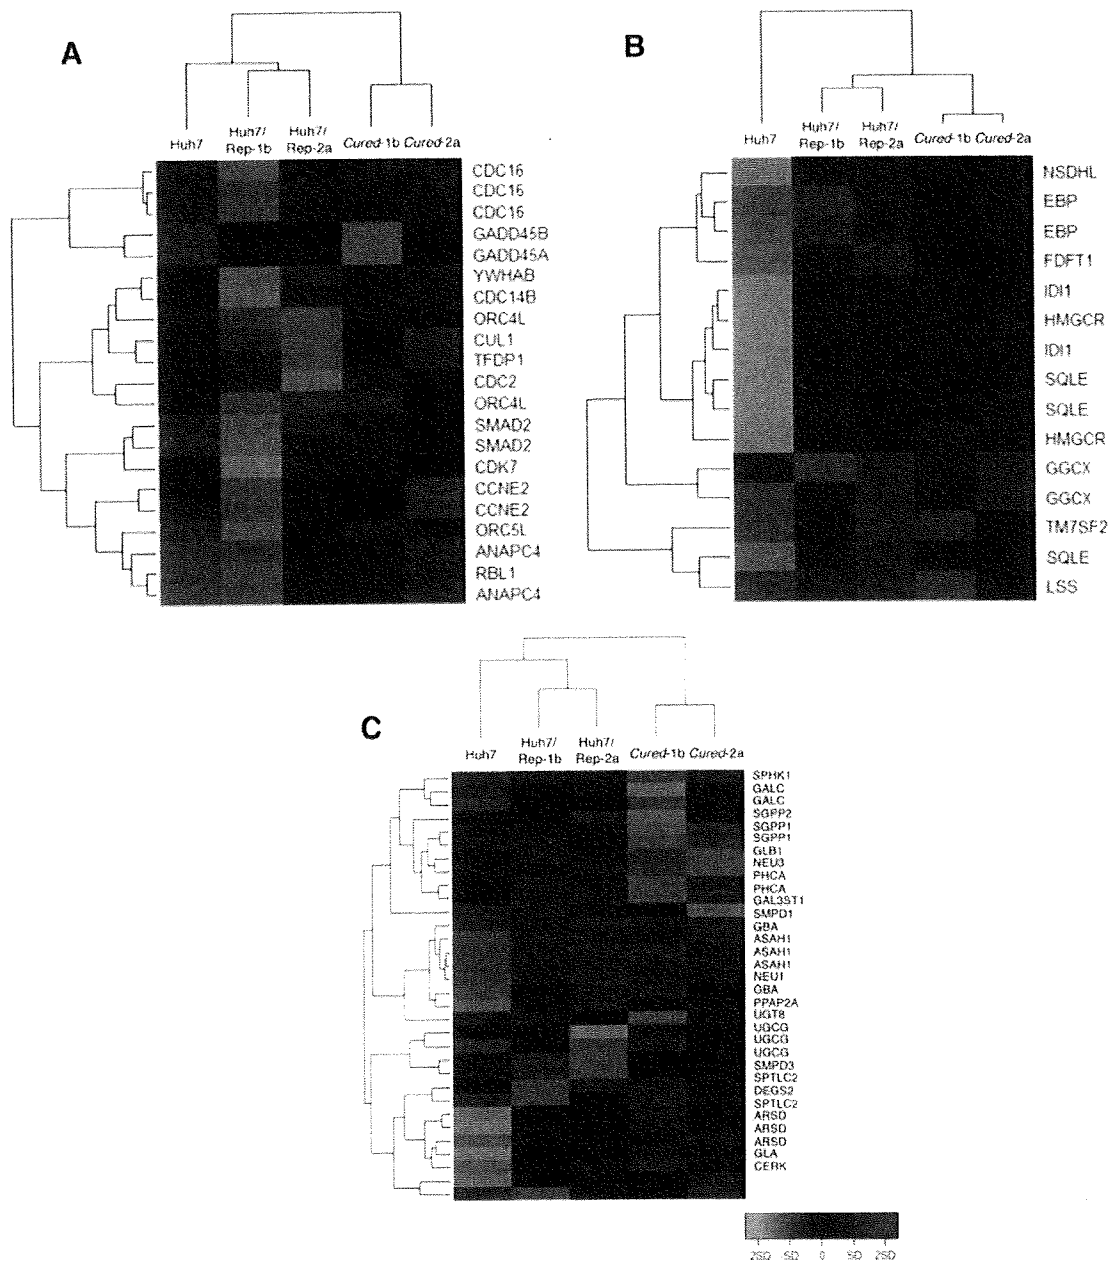 A
Huh7
Huh7/
Rep-1b
Huh7/
Rep-2a
Cured-1b
Cured-2a
CDC16
CDC16
CDC16
GADD45B
GADD45A
YWHAB
CDC14B
ORC4L
CUL1
TFDP1
CDC2
ORC4L
SMAD2
SMAD2
CDK7
CCNE2
CCNE2
ORC5L
ANAPC4
RBL1
ANAPC4
B
Huh7
Huh7/
Rep-1b
Huh7/
Rep-2a
Cured-1b
Cured-2a
NSDHL
EBP
EBP
FDFT1
IDI1
HMGCR
IDI1
SQLE
SQLE
HMGCR
GGCX
GGCX
TM7SF2
SQLE
LSS
C
Huh7
Huh7/
Rep-1b
Huh7/
Rep-2a
Cured-1b
Cured-2a
SPHK1
GALC
GALC
SGPP2
SGPP1
SGPP1
GLB1
NEU3
PHCA
PHCA
GAL3ST1
SMPD1
GBA
ASAH1
ASAH1
ASAH1
NEU1
GBA
PPAP2A
UGT8
UGCG
UGCG
UGCG
SMPD3
SPTLC2
DEGS2
SPTLC2
ARSD
ARSD
ARSD
GLA
CERK
2SD -SD 0 SD 2SD